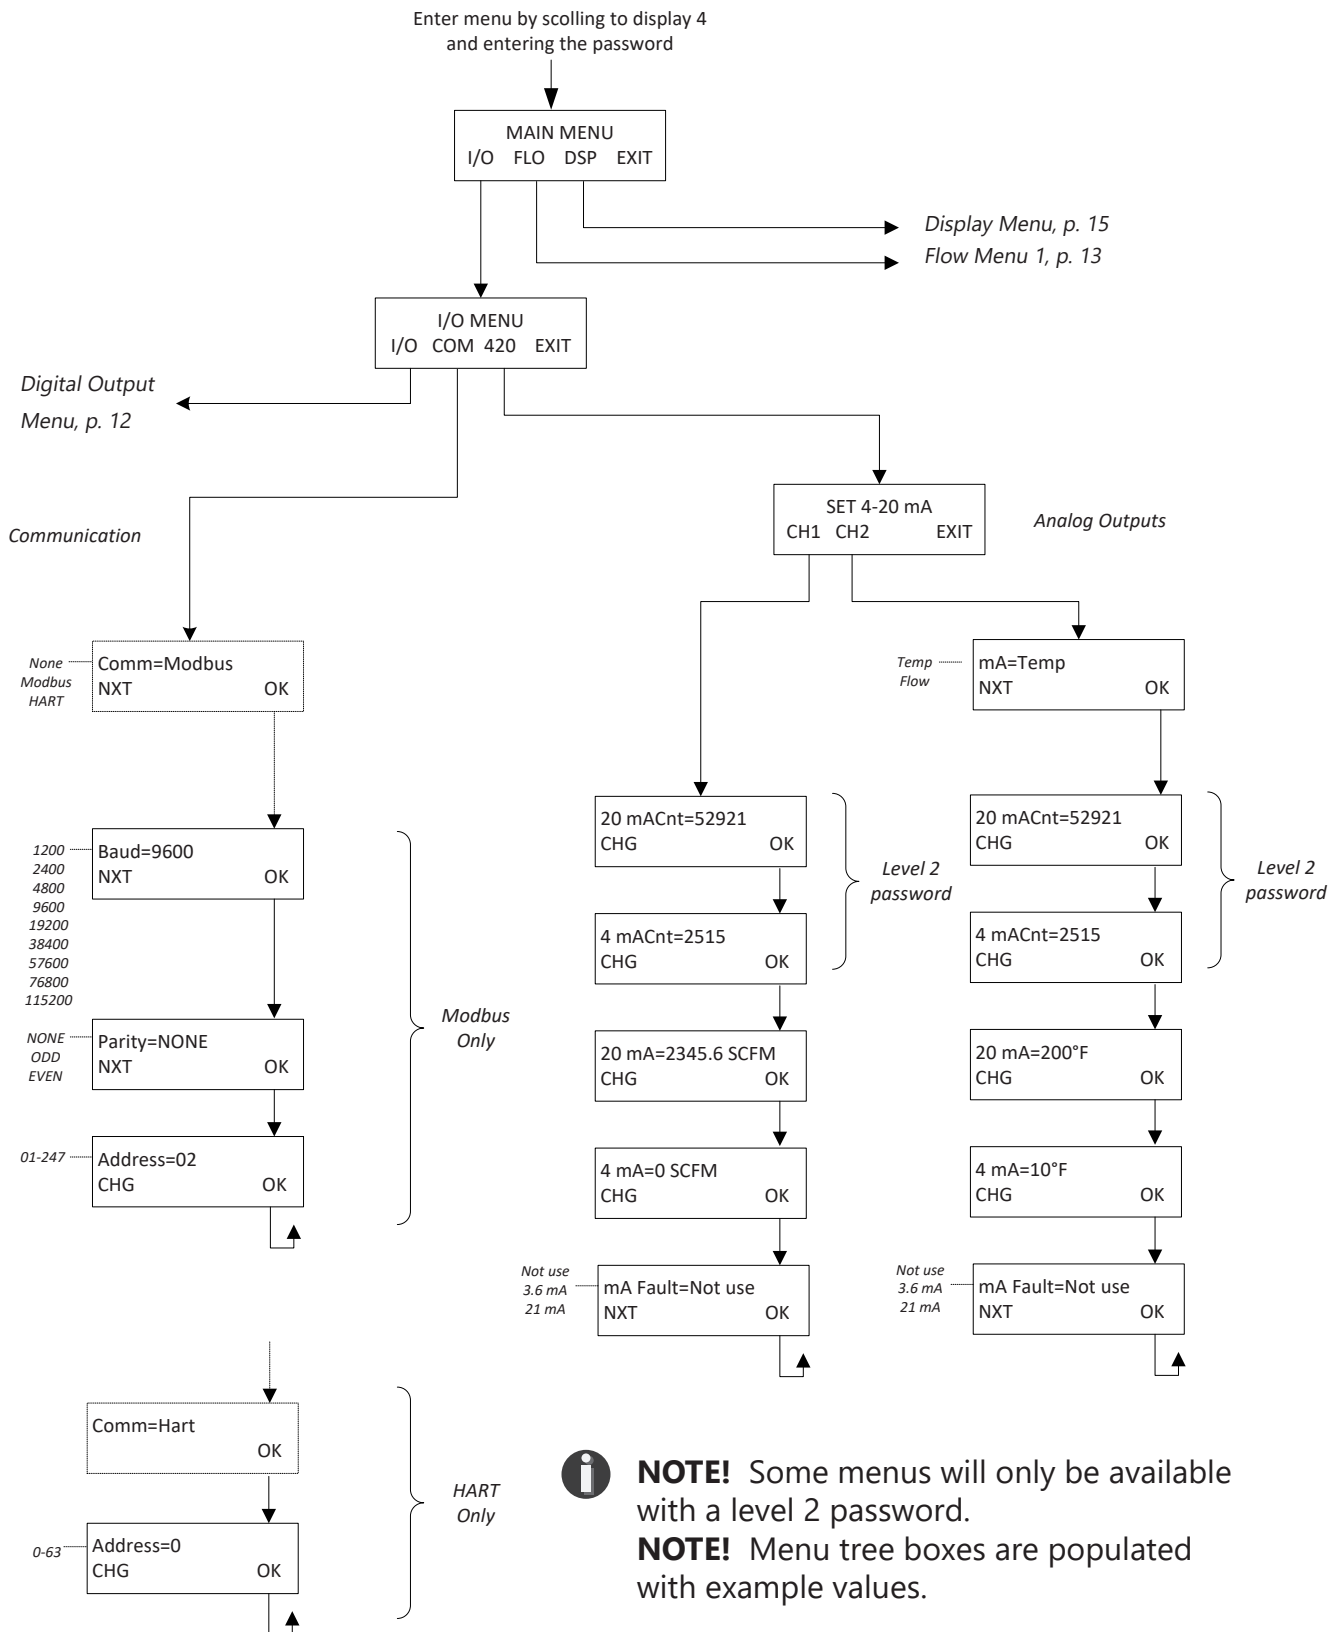 Enter menu by scolling to display 4
and entering the password
MAIN MENU
I/O FLO DSP EXIT
Display Menu, p. 15
Flow Menu 1, p. 13
I/O MENU
I/O COM 420 EXIT
Digital Output
Menu, p. 12
SET 4-20 mA
CH1 CH2 EXIT
Analog Outputs
Communication
None
Modbus
HART
Comm=Modbus
NXT OK
1200
2400
4800
9600
19200
38400
57600
76800
115200
Baud=9600
NXT OK
NONE
ODD
EVEN
Parity=NONE
NXT OK
01-247
Address=02
CHG OK
Modbus
Only
Comm=Hart
OK
0-63
Address=0
CHG OK
HART
Only
20 mACnt=52921
CHG OK
4 mACnt=2515
CHG OK
Level 2
password
20 mA=2345.6 SCFM
CHG OK
4 mA=0 SCFM
CHG OK
Not use
3.6 mA
21 mA
mA Fault=Not use
NXT OK
Temp
Flow
mA=Temp
NXT OK
20 mACnt=52921
CHG OK
4 mACnt=2515
CHG OK
Level 2
password
20 mA=200°F
CHG OK
4 mA=10°F
CHG OK
Not use
3.6 mA
21 mA
mA Fault=Not use
NXT OK
NOTE! Some menus will only be available
with a level 2 password.
NOTE! Menu tree boxes are populated
with example values.